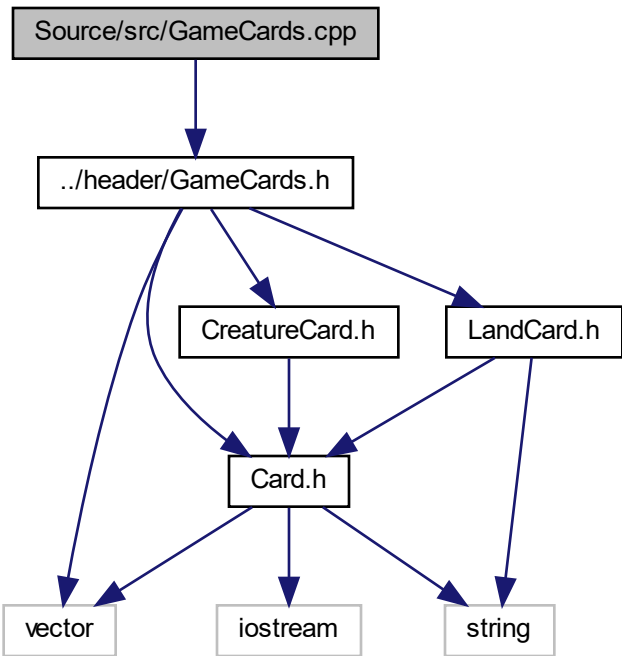 Source/src/GameCards.cpp
../header/GameCards.h
CreatureCard.h
LandCard.h
Card.h
vector
iostream
string